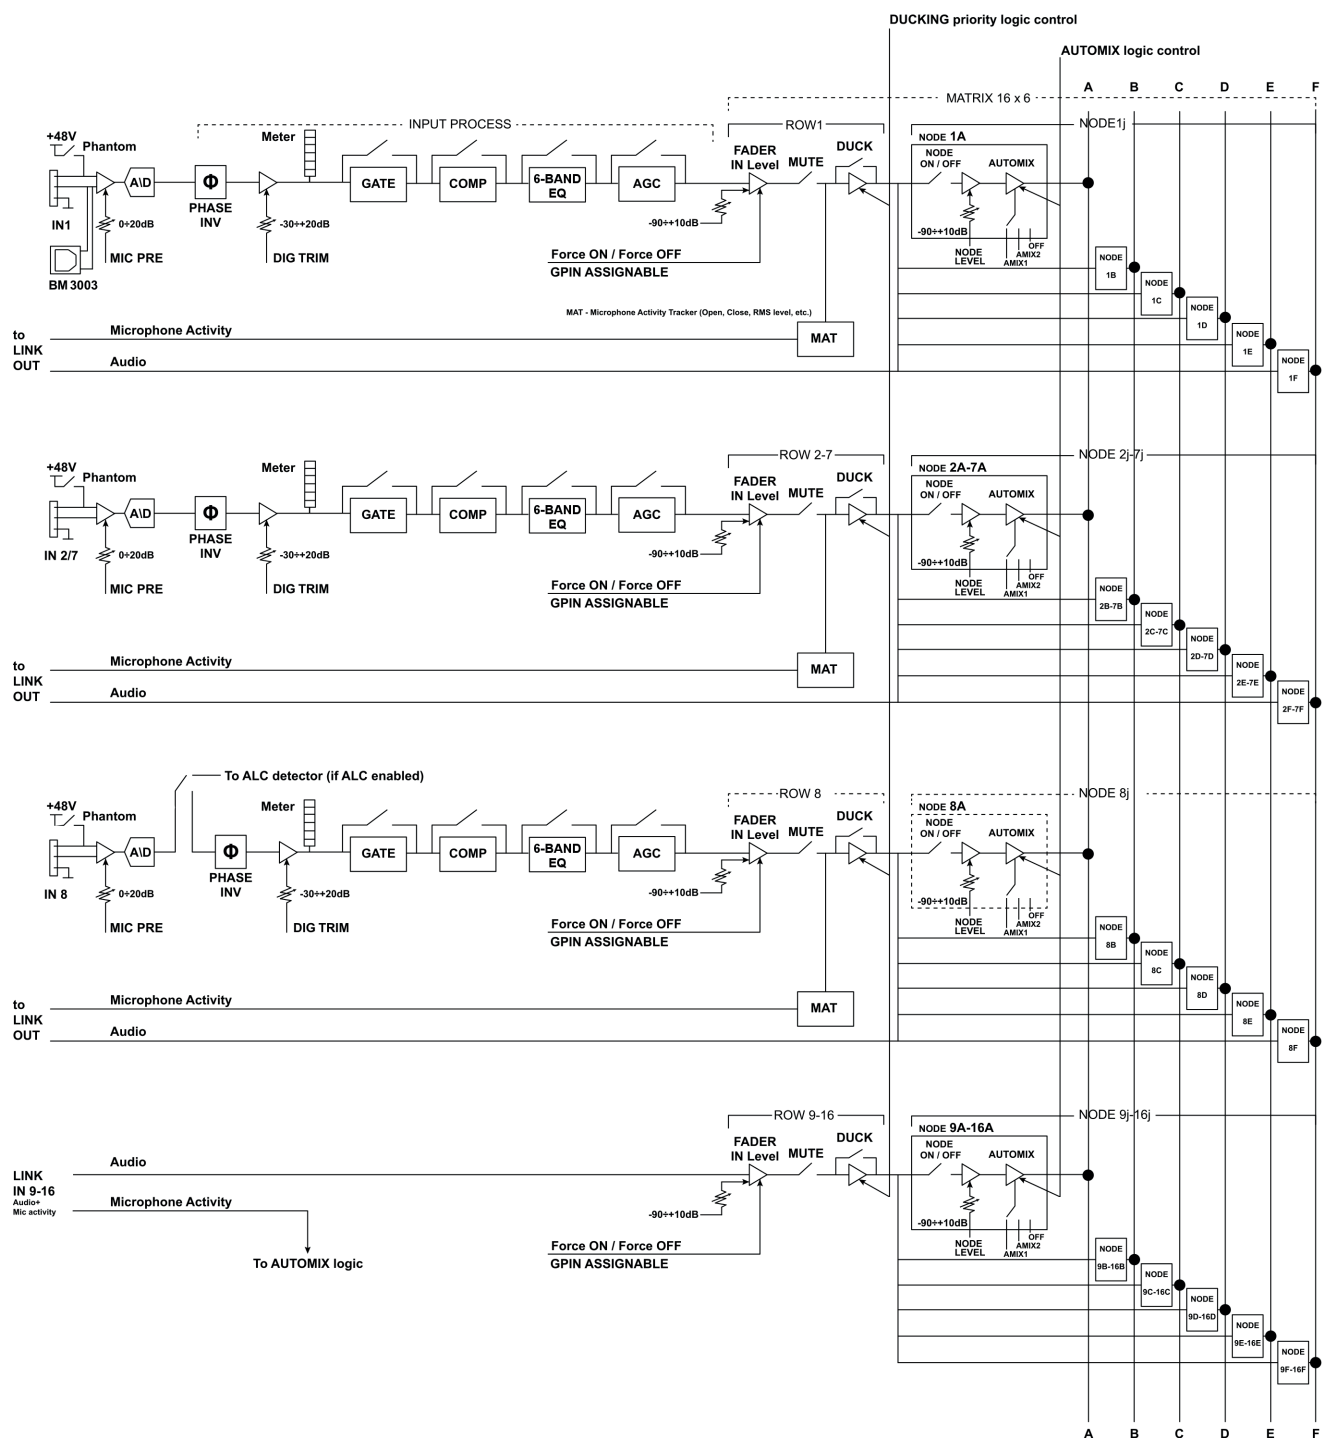 DUCKING priority logic control
AUTOMIX logic control
A B C D E F
MATRIX 16 x 6
INPUT PROCESS
ROW1
NODE1j
+48V
Phantom
Meter
FADER
IN Level
MUTE
DUCK
NODE 1A
NODE
ON / OFF
AUTOMIX
A\D
Φ
GATE
COMP
6-BAND
EQ
AGC
PHASE
INV
IN1
0÷20dB
-30÷+20dB
-90÷+10dB
-90÷+10dB
MIC PRE
DIG TRIM
Force ON / Force OFF
GPIN ASSIGNABLE
NODE
LEVEL
OFF
AMIX2
AMIX1
BM 3003
NODE
1B
NODE
1C
NODE
1D
NODE
1E
NODE
1F
MAT - Microphone Activity Tracker (Open, Close, RMS level, etc.)
MAT
to
LINK
OUT
Microphone Activity
Audio
ROW 2-7
NODE 2j-7j
+48V
Phantom
Meter
FADER
IN Level
MUTE
DUCK
NODE 2A-7A
NODE
ON / OFF
AUTOMIX
A\D
Φ
GATE
COMP
6-BAND
EQ
AGC
PHASE
INV
IN 2/7
0÷20dB
-30÷+20dB
-90÷+10dB
-90÷+10dB
MIC PRE
DIG TRIM
Force ON / Force OFF
GPIN ASSIGNABLE
NODE
LEVEL
OFF
AMIX2
AMIX1
NODE
2B-7B
NODE
2C-7C
NODE
2D-7D
NODE
2E-7E
NODE
2F-7F
MAT
to
LINK
OUT
Microphone Activity
Audio
To ALC detector (if ALC enabled)
ROW 8
NODE 8j
+48V
Phantom
Meter
FADER
IN Level
MUTE
DUCK
NODE 8A
NODE
ON / OFF
AUTOMIX
A\D
Φ
GATE
COMP
6-BAND
EQ
AGC
PHASE
INV
IN 8
0÷20dB
-30÷+20dB
-90÷+10dB
-90÷+10dB
MIC PRE
DIG TRIM
Force ON / Force OFF
GPIN ASSIGNABLE
NODE
LEVEL
OFF
AMIX2
AMIX1
NODE
8B
NODE
8C
NODE
8D
NODE
8E
NODE
8F
MAT
to
LINK
OUT
Microphone Activity
Audio
ROW 9-16
NODE 9j-16j
FADER
IN Level
MUTE
DUCK
NODE 9A-16A
NODE
ON / OFF
AUTOMIX
LINK
IN 9-16
Audio+
Mic activity
Audio
Microphone Activity
To AUTOMIX logic
-90÷+10dB
-90÷+10dB
Force ON / Force OFF
GPIN ASSIGNABLE
NODE
LEVEL
OFF
AMIX2
AMIX1
NODE
9B-16B
NODE
9C-16C
NODE
9D-16D
NODE
9E-16E
NODE
9F-16F
A B C D E F